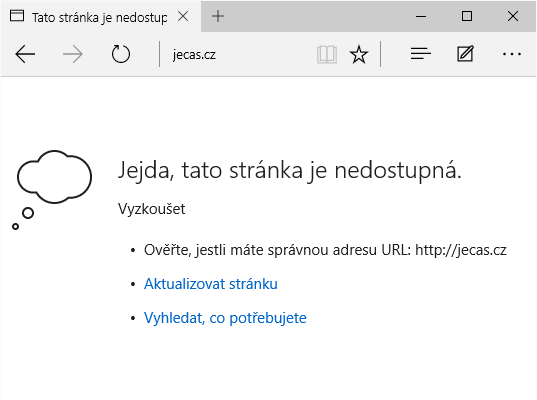 Tato stránka je nedostup
jecas.cz
Jejda, tato stránka je nedostupná.
Vyzkoušet
• Ověřte, jestli máte správnou adresu URL: http://jecas.cz
• Aktualizovat stránku
• Vyhledat, co potřebujete